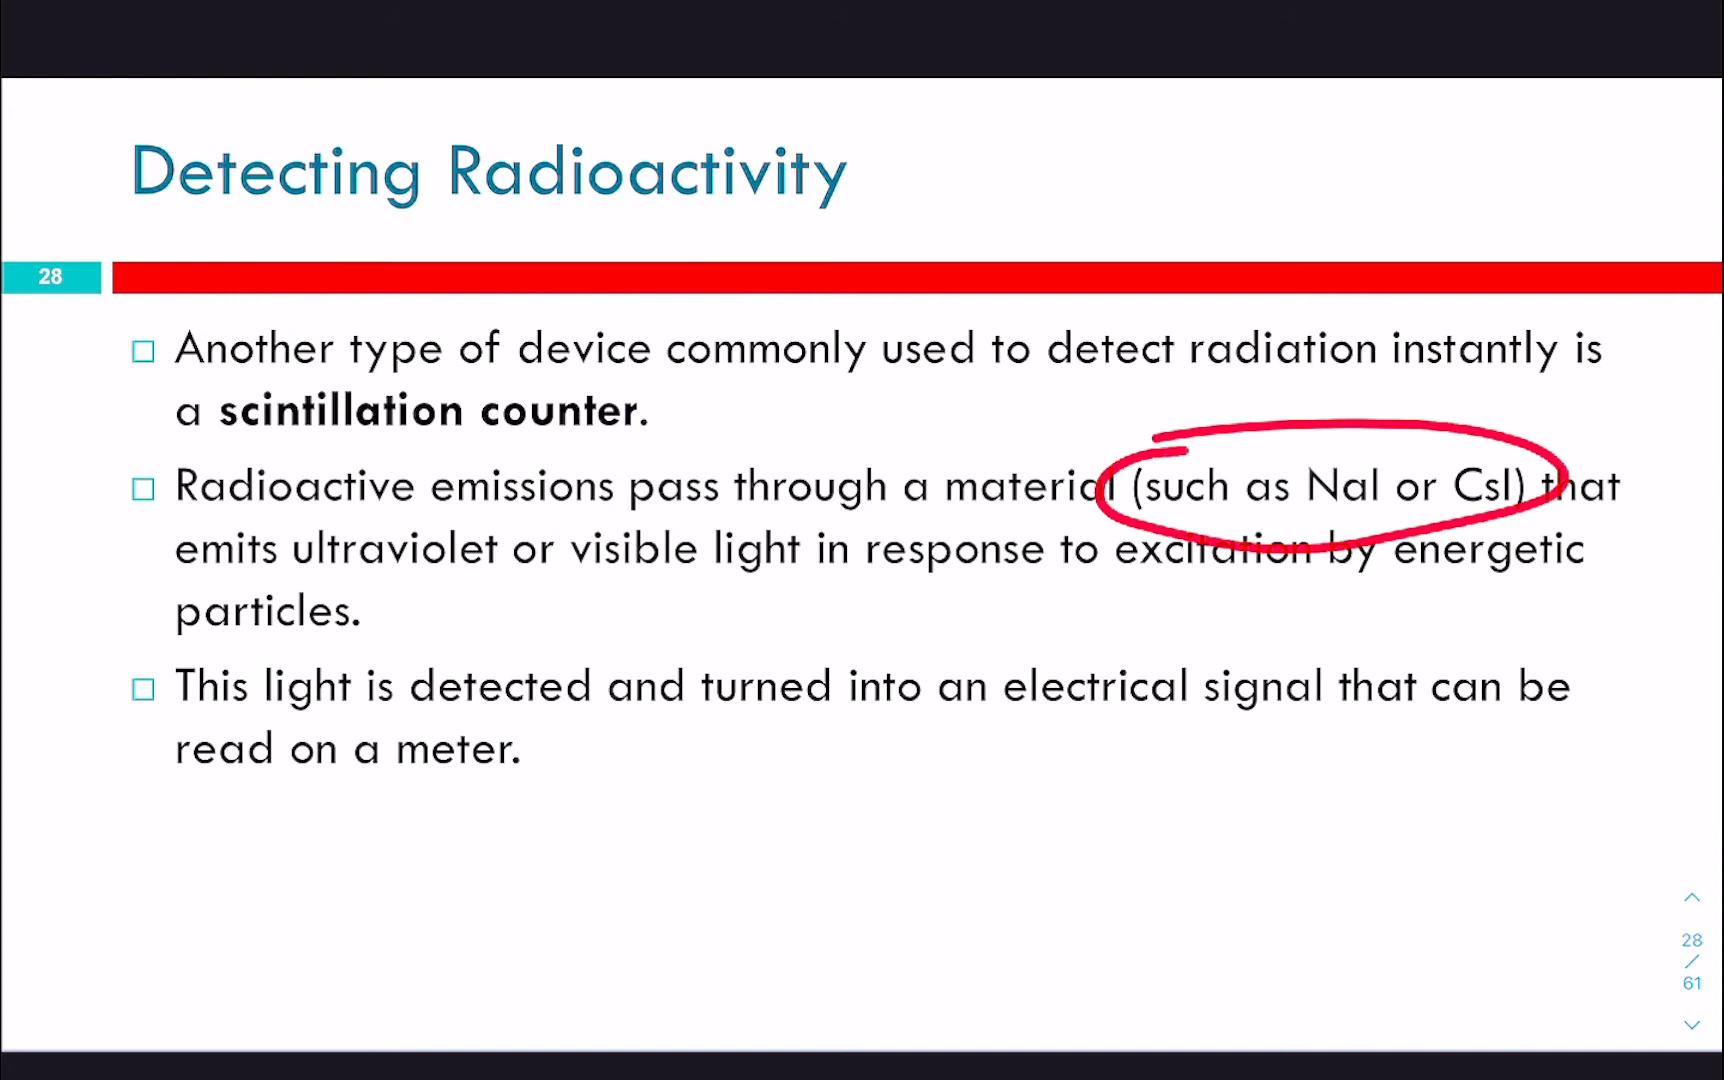 Detecting Radioactivity
28
Another type of device commonly used to detect radiation instantly is
a scintillation counter.
Radioactive emissions pass through a material (such as NaI or CsI) that
emits ultraviolet or visible light in response to excitation by energetic
particles.
This light is detected and turned into an electrical signal that can be
read on a meter.
28
/
61